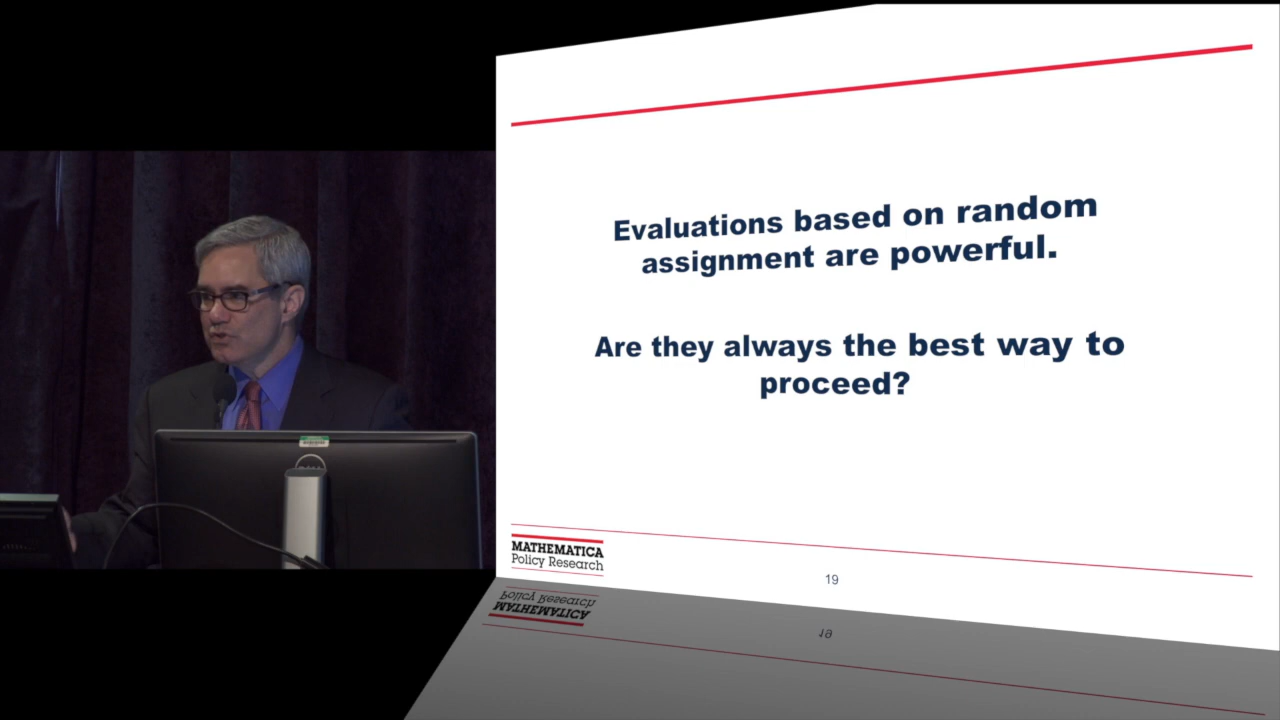 Evaluations based on random
assignment are powerful.
Are they always the best way to
proceed?
MATHEMATICA
Policy Research
19